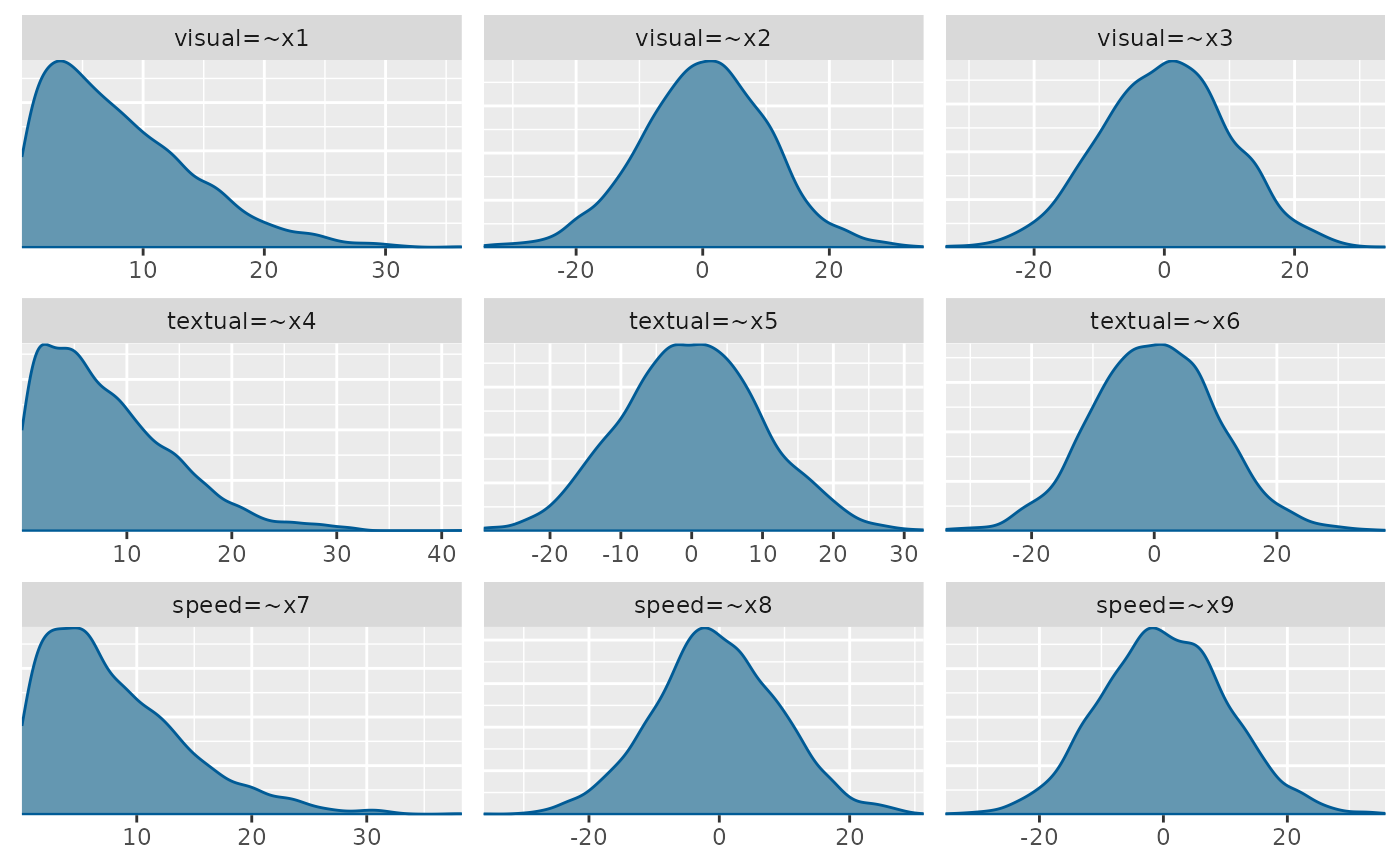 visual=~x1 visual=~x2 visual=~x3
10 20 30 -20 0 20 -20 0 20
textual=~x4 textual=~x5 textual=~x6
10 20 30 40 -20 -10 0 10 20 30 -20 0 20
speed=~x7 speed=~x8 speed=~x9
10 20 30 -20 0 20 -20 0 20